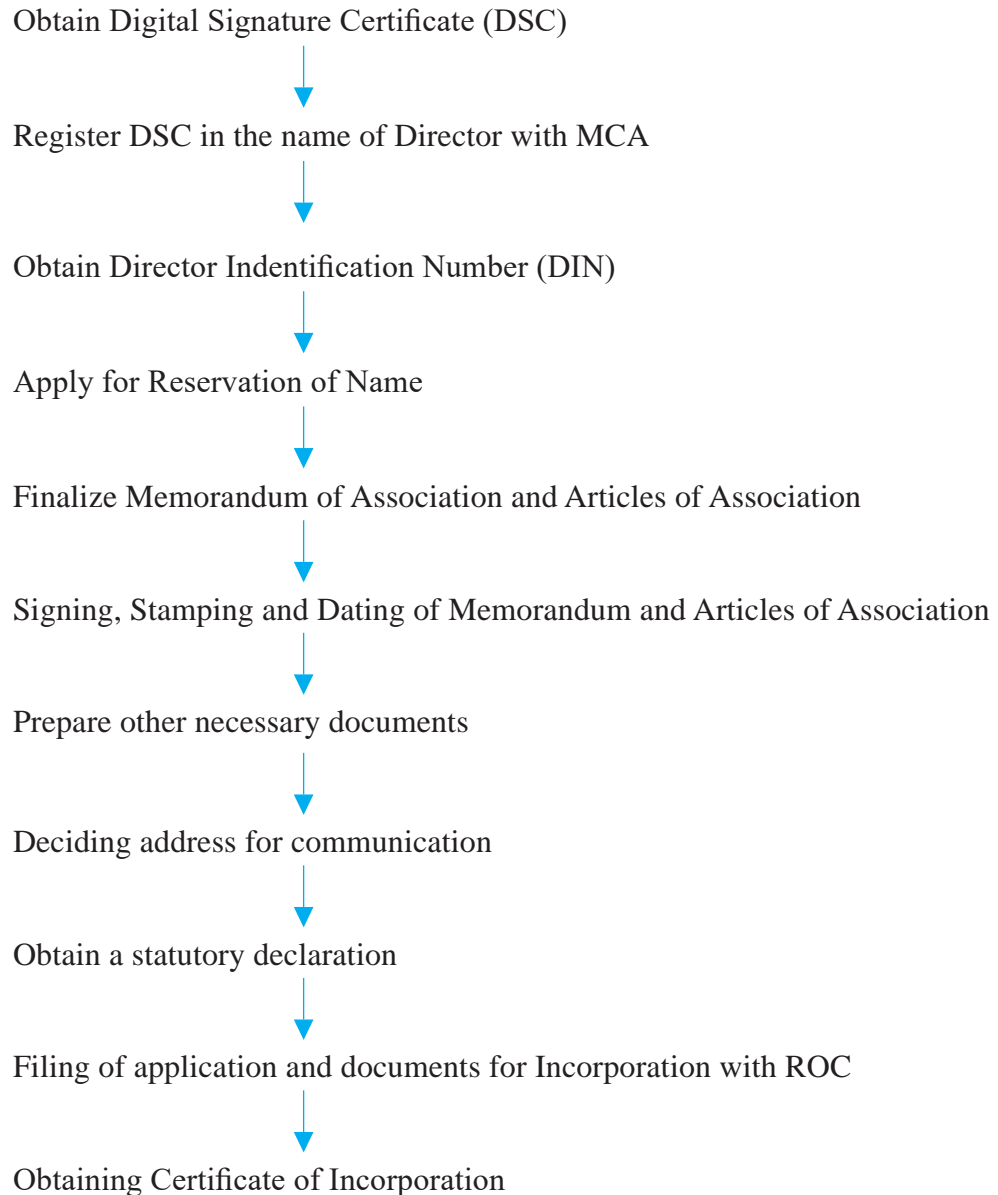 Obtain Digital Signature Certificate (DSC)
Register DSC in the name of Director with MCA
Obtain Director Indentification Number (DIN)
Apply for Reservation of Name
Finalize Memorandum of Association and Articles of Association
Signing, Stamping and Dating of Memorandum and Articles of Association
Prepare other necessary documents
Deciding address for communication
Obtain a statutory declaration
Filing of application and documents for Incorporation with ROC
Obtaining Certificate of Incorporation